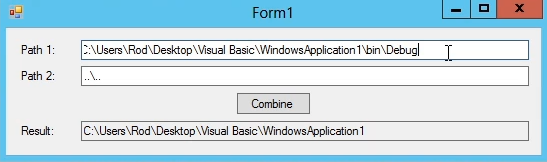 Form1
Path 1: C:\Users\Rod\Desktop\Visual Basic\WindowsApplication1\bin\Debug
Path 2: ..\..
Combine
Result: C:\Users\Rod\Desktop\Visual Basic\WindowsApplication1